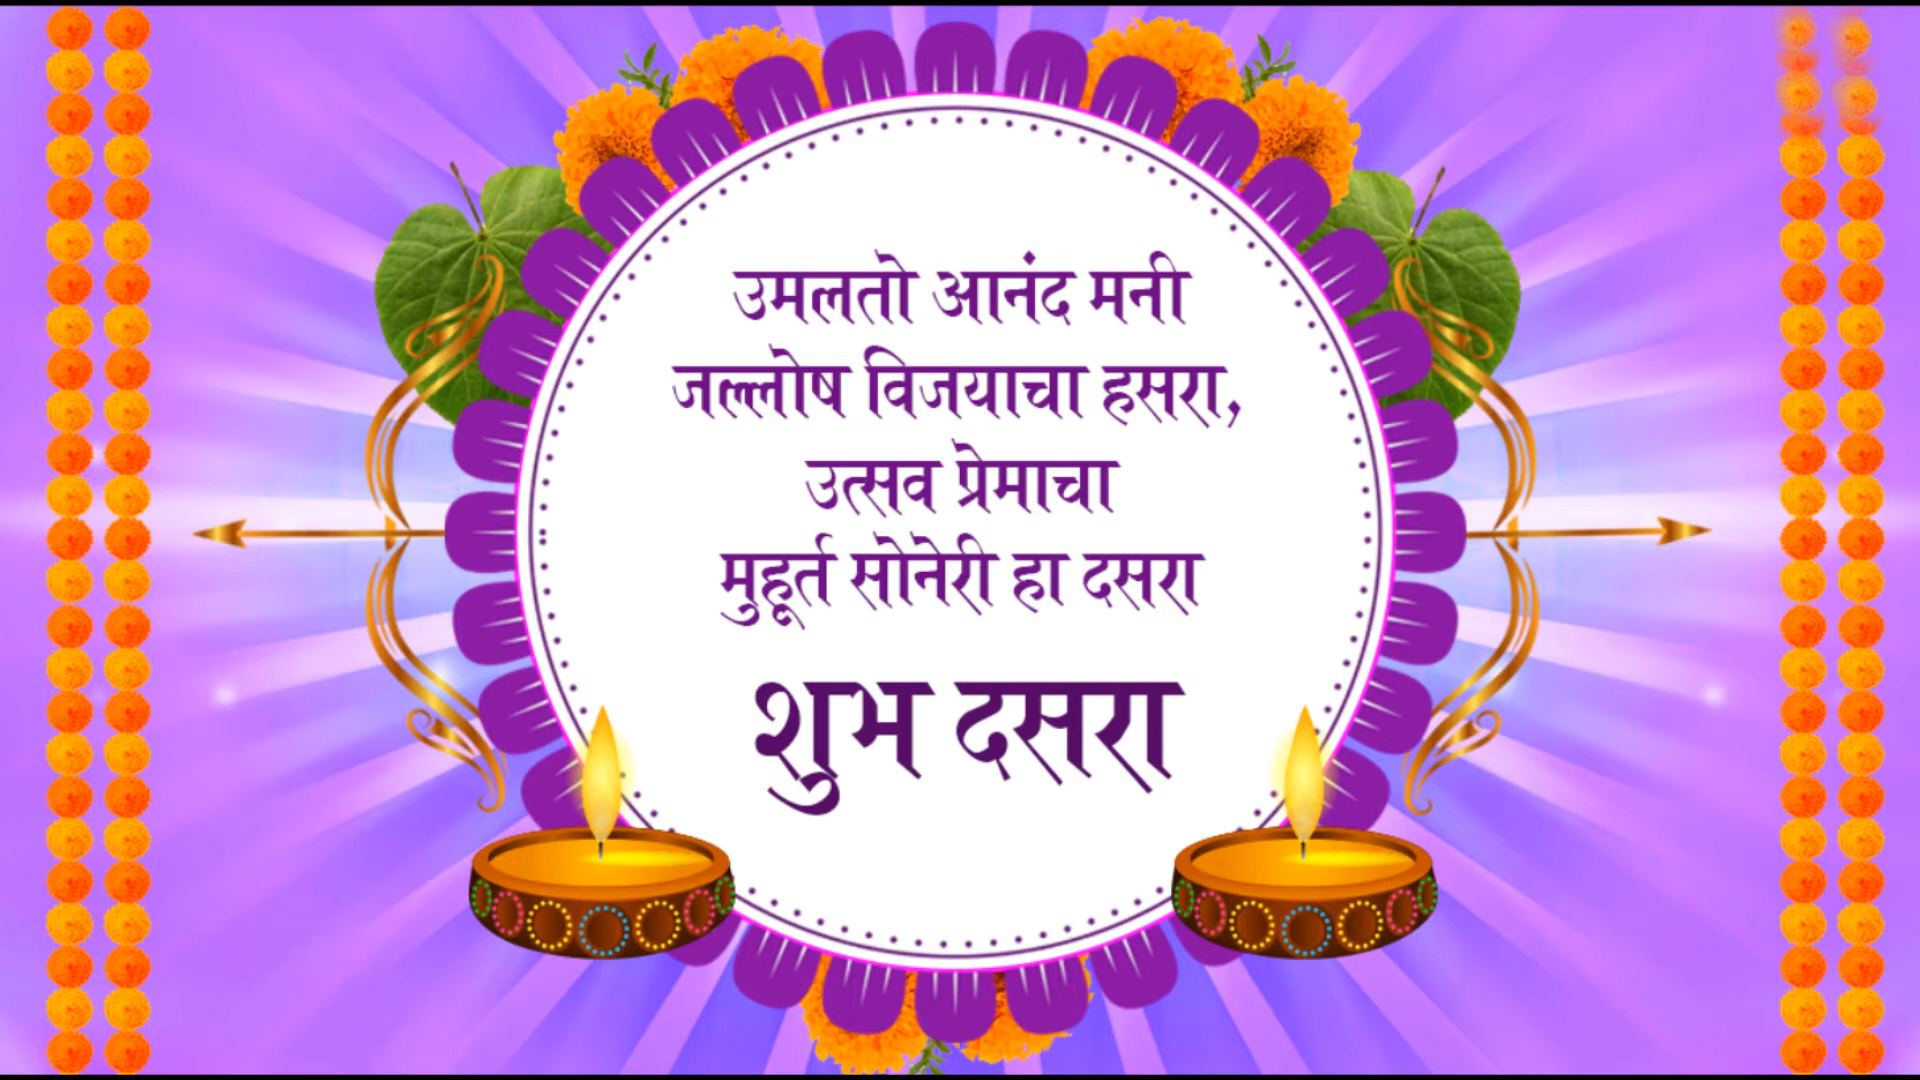 उमलतो आनंद मनी
जल्लोष विजयाचा हसरा,
उत्सव प्रेमाचा
मुहूर्त सोनेरी हा दसरा
शुभ दसरा